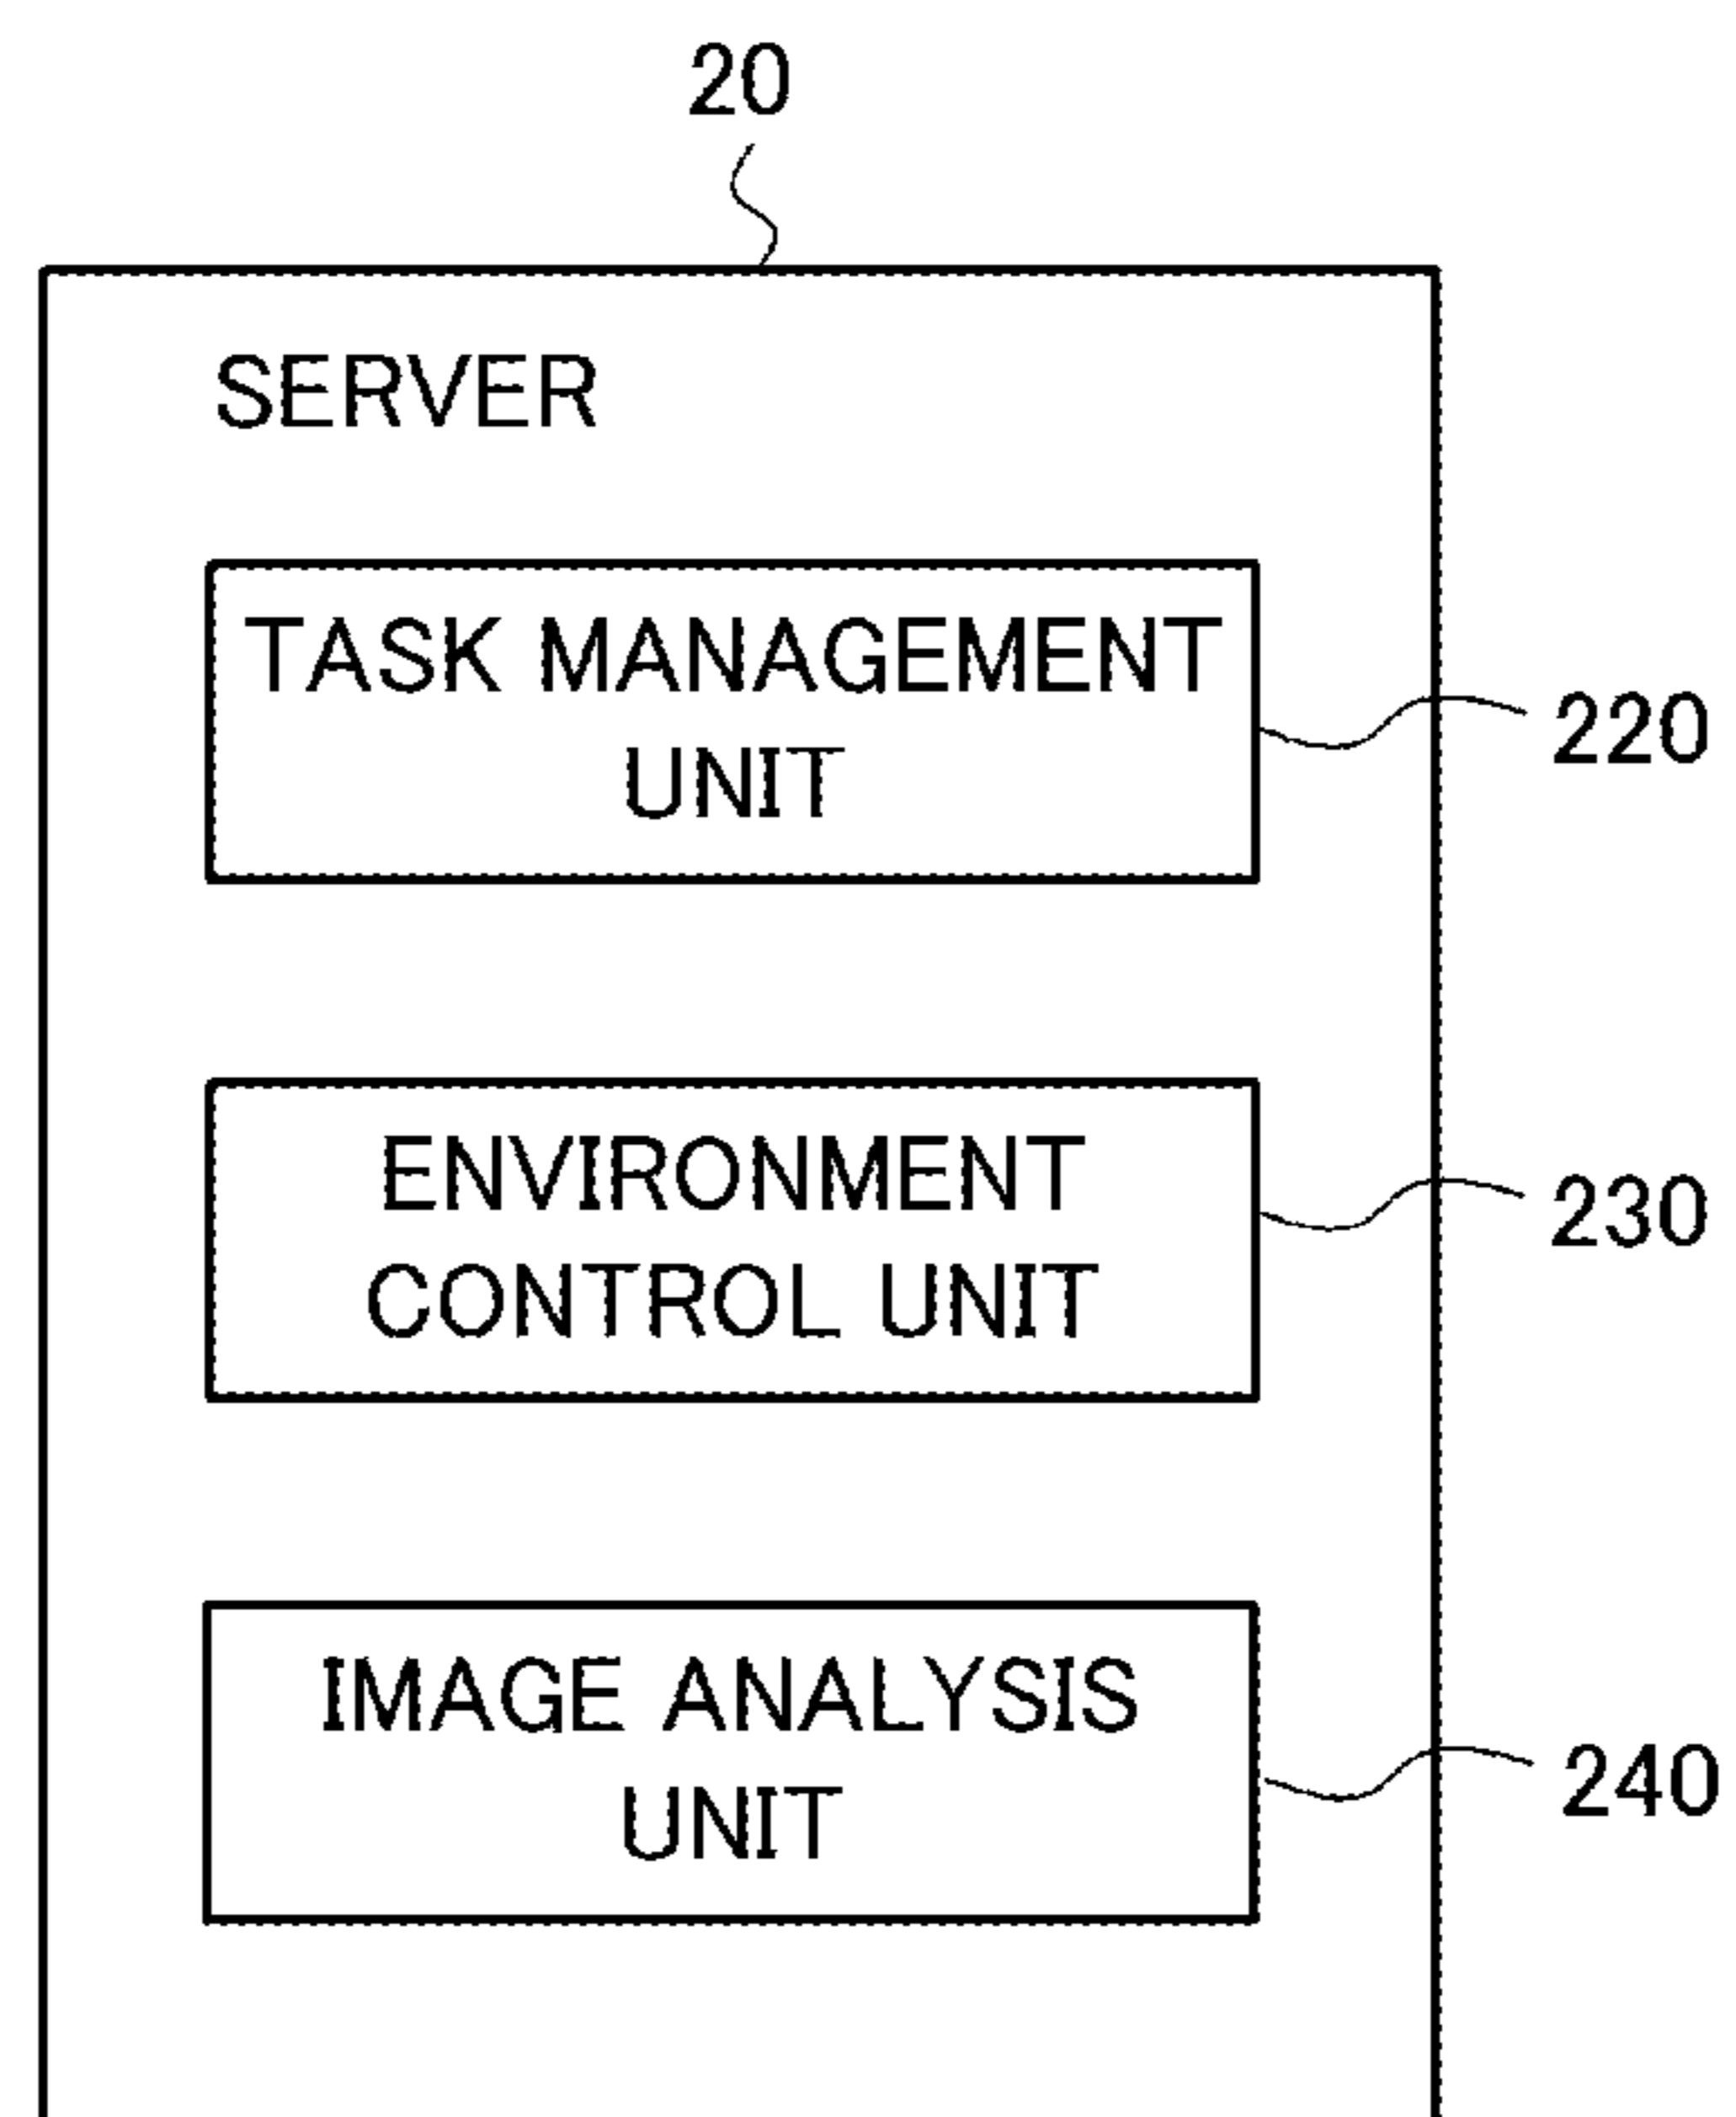 20
SERVER
TASK MANAGEMENT
UNIT
220
ENVIRONMENT
CONTROL UNIT
230
IMAGE ANALYSIS
UNIT
240